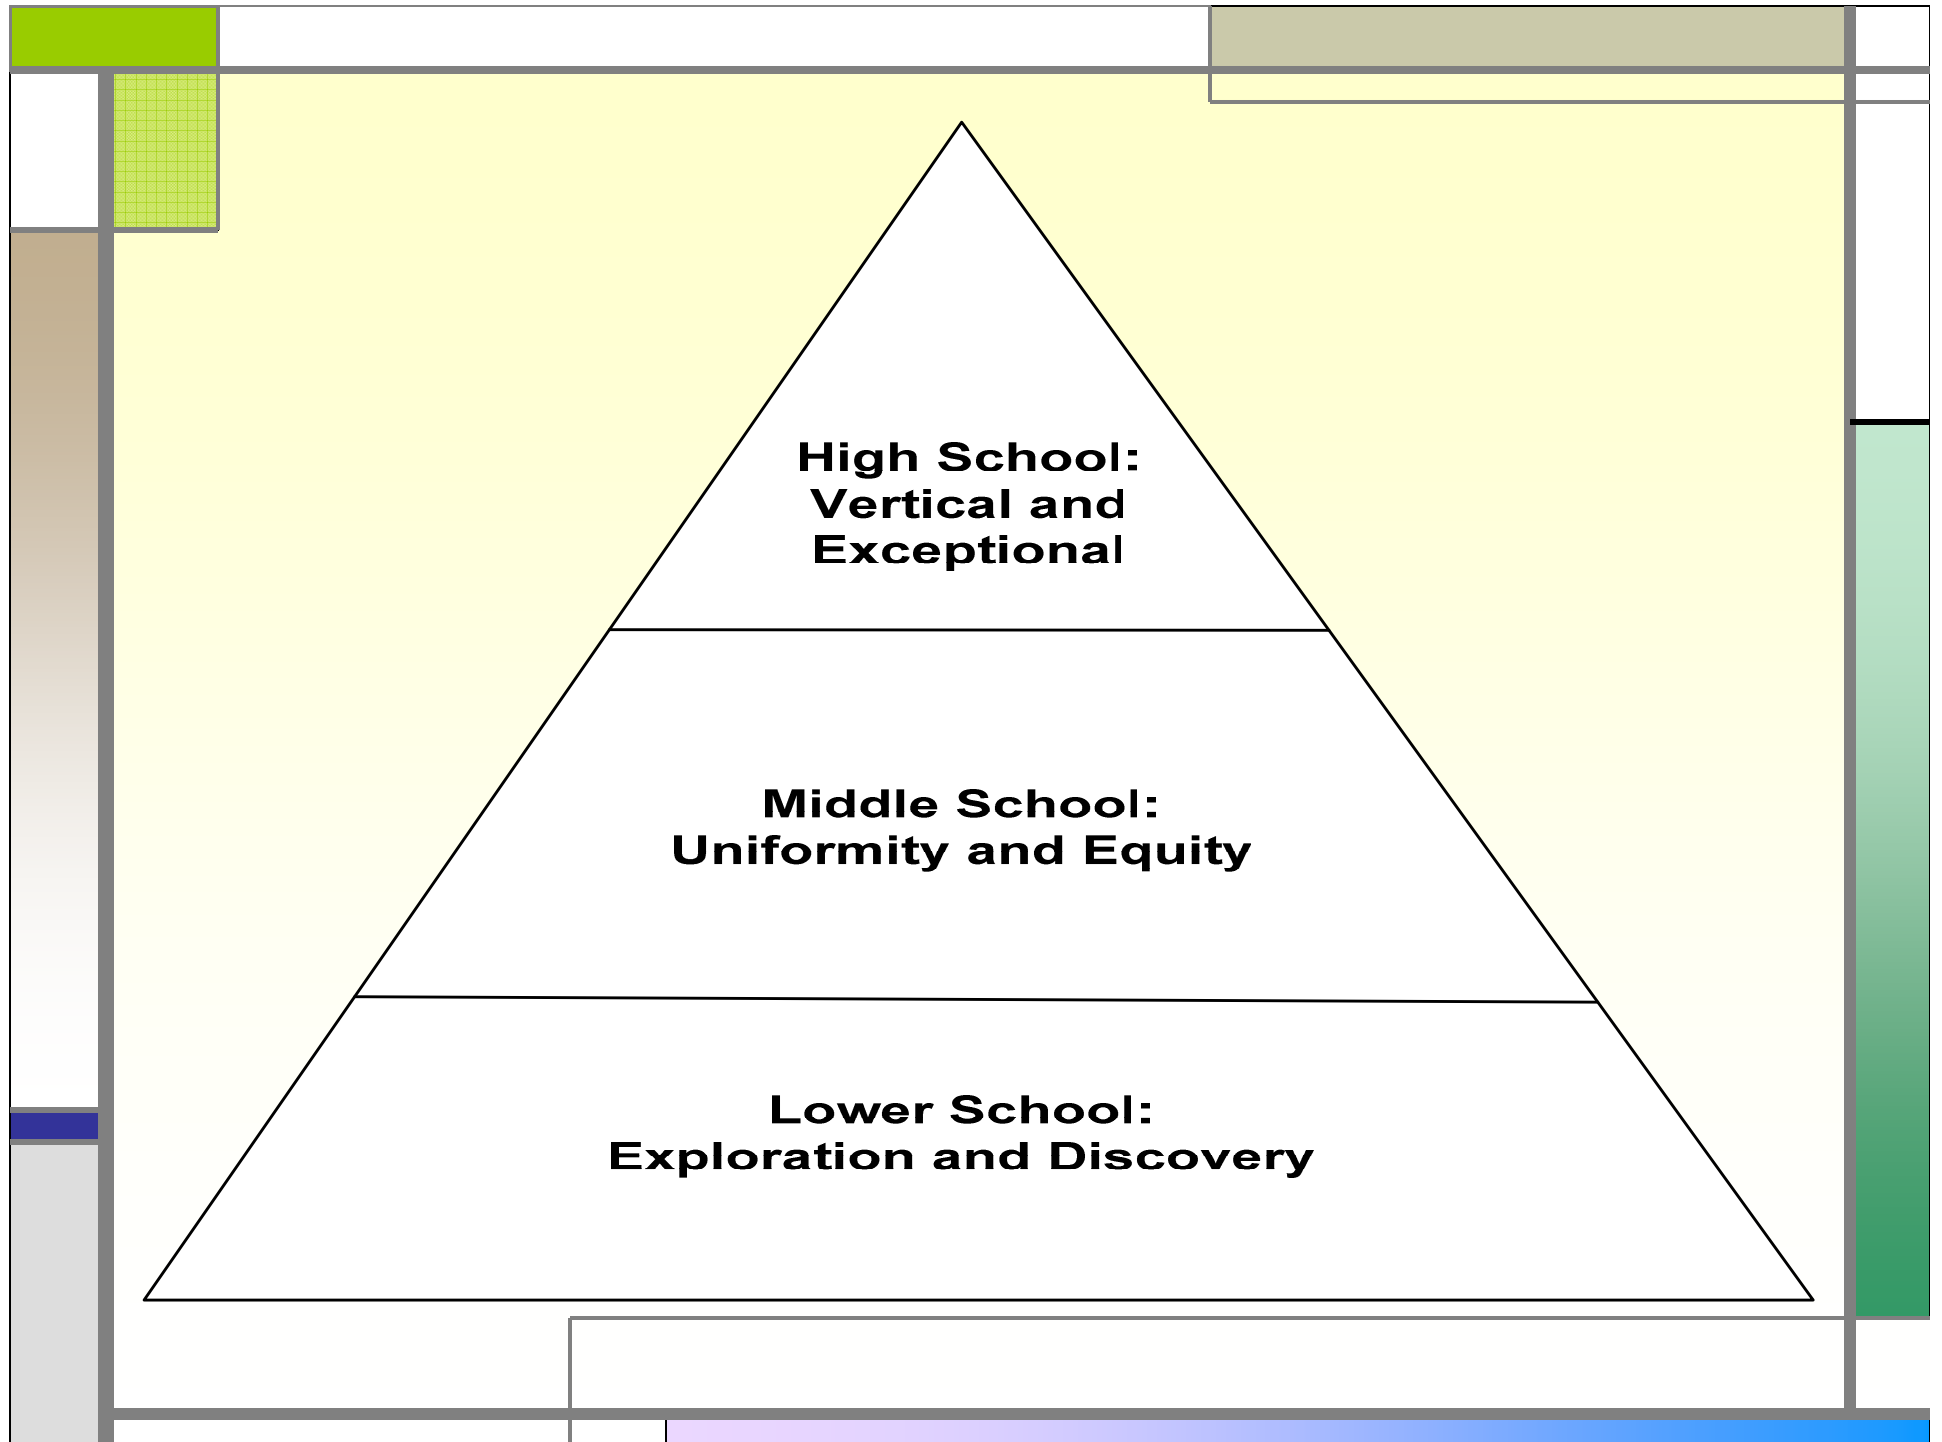 High School:
Vertical and
Exceptional
Middle School:
Uniformity and Equity
Lower School:
Exploration and Discovery